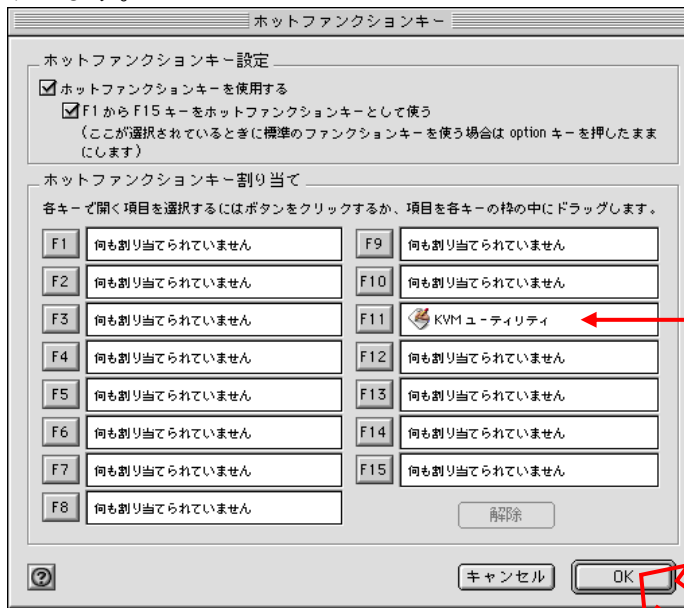 ホットファンクションキー
ホットファンクションキー設定
ホットファンクションキーを使用する
F1 から F15 キーをホットファンクションキーとして使う
(ここが選択されているときに標準のファンクションキーを使う場合は option キーを押したまま
にします)
ホットファンクションキー割り当て
各キーで開く項目を選択するにはボタンをクリックするか、項目を各キーの枠の中にドラッグします。
F1 何も割り当てられていません
F2 何も割り当てられていません
F3 何も割り当てられていません
F4 何も割り当てられていません
F5 何も割り当てられていません
F6 何も割り当てられていません
F7 何も割り当てられていません
F8 何も割り当てられていません
F9 何も割り当てられていません
F10 何も割り当てられていません
F11 KVM ユーティリティ
F12 何も割り当てられていません
F13 何も割り当てられていません
F14 何も割り当てられていません
F15 何も割り当てられていません
解除
?
キャンセル
OK